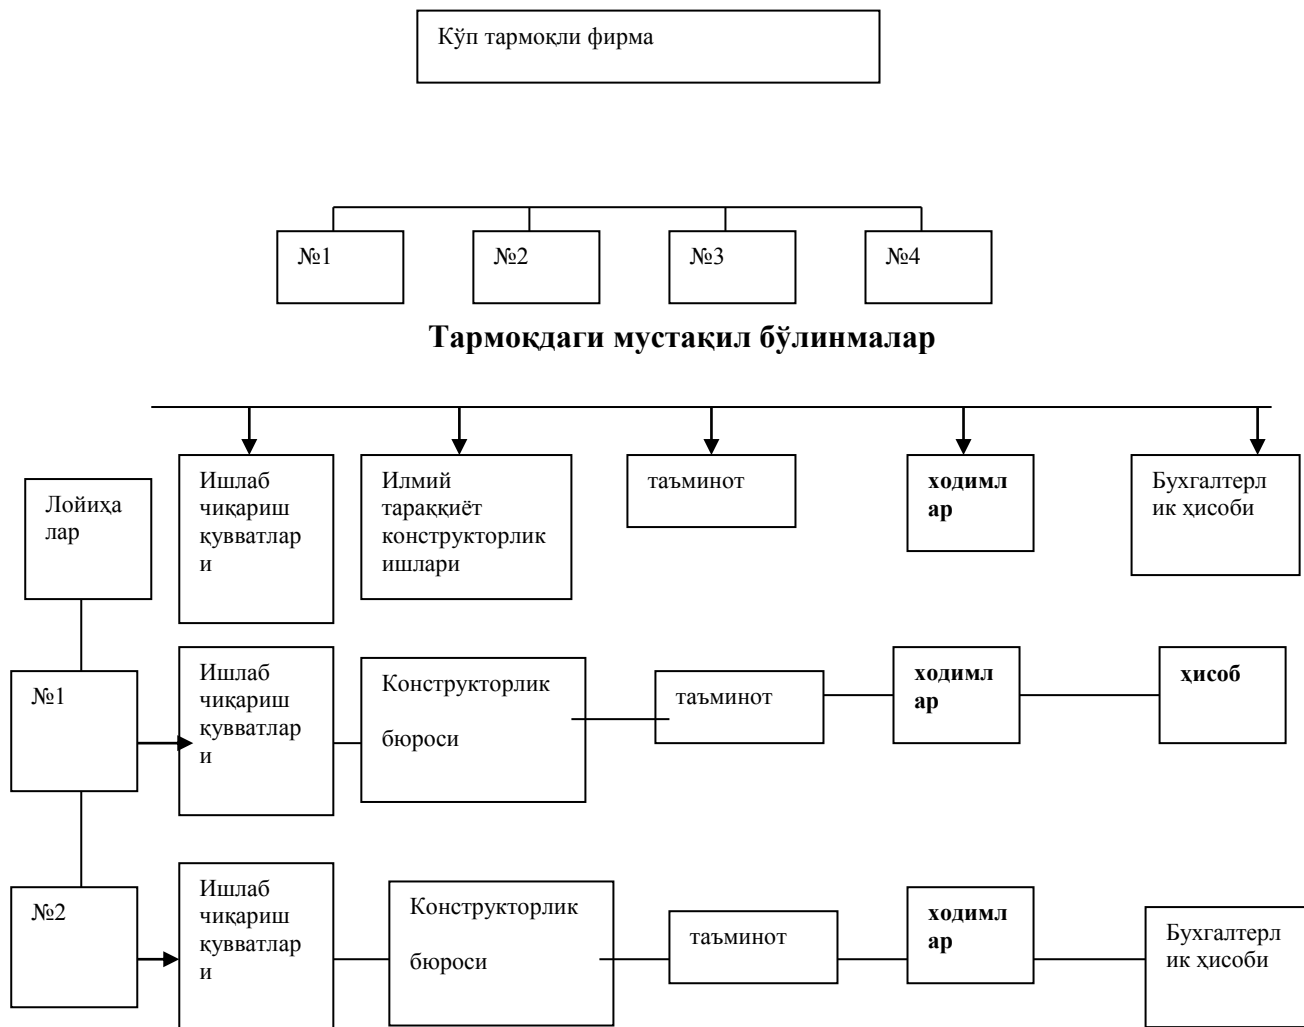 Кўп тармоқли фирма
№1
№2
№3
№4
Тармоқдаги мустақил бўлинмалар
Лойиҳа
лар
Ишлаб
чиқариш
қувватлар
и
Илмий
тараққиёт
конструкторлик
ишлари
таъминот
ходимл
ар
Бухгалтерл
ик ҳисоби
№1
Ишлаб
чиқариш
қувватлар
и
Конструкторлик
бюроси
таъминот
ходимл
ар
ҳисоб
№2
Ишлаб
чиқариш
қувватлар
и
Конструкторлик
бюроси
таъминот
ходимл
ар
Бухгалтерл
ик ҳисоби